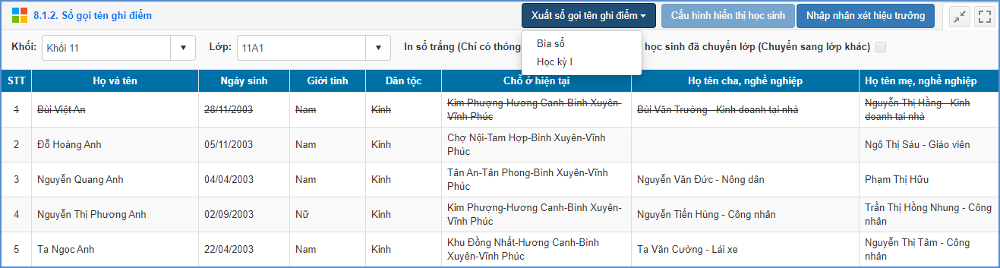 8.1.2. Sổ gọi tên ghi điểm
Xuất sổ gọi tên ghi điểm
Cấu hình hiển thị học sinh
Nhập nhận xét hiệu trưởng
Bìa sổ
Học kỳ I
Khối: Khối 11 Lớp: 11A1 In số trang (Chỉ có thông học sinh đã chuyển lớp (Chuyển sang lớp khác)
STT Họ và tên Ngày sinh Giới tính Dân tộc Chỗ ở hiện tại Họ tên cha, nghề nghiệp Họ tên mẹ, nghề nghiệp
1 Bùi Việt An 28/11/2003 Nam Kinh Kim Phượng-Hương Canh-Bình Xuyên-Vĩnh Phúc Bùi Văn Trường - Kinh doanh tại nhà Nguyễn Thị Hằng - Kinh doanh tại nhà
2 Đỗ Hoàng Anh 05/11/2003 Nam Kinh Chợ Nội-Tam Hợp-Bình Xuyên-Vĩnh Phúc Ngô Thị Sáu - Giáo viên
3 Nguyễn Quang Anh 04/04/2003 Nam Kinh Tân An-Tân Phong-Bình Xuyên-Vĩnh Phúc Nguyễn Văn Đức - Nông dân Phạm Thị Hữu
4 Nguyễn Thị Phương Anh 02/09/2003 Nữ Kinh Kim Phượng-Hương Canh-Bình Xuyên-Vĩnh Phúc Nguyễn Tiến Hùng - Công nhân Trần Thị Hồng Nhung - Công nhân
5 Tạ Ngọc Anh 22/04/2003 Nam Kinh Khu Đồng Nhất-Hương Canh-Bình Xuyên-Vĩnh Phúc Tạ Văn Cường - Lái xe Nguyễn Thị Tâm - Công nhân